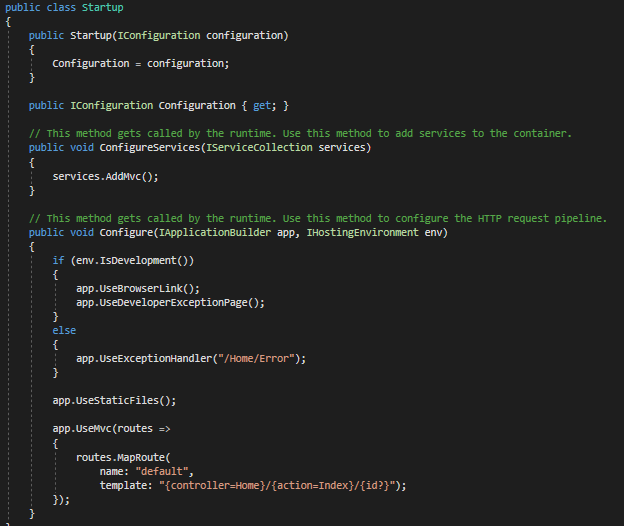 public class Startup
{
public Startup(IConfiguration configuration)
{
Configuration = configuration;
}
public IConfiguration Configuration { get; }
// This method gets called by the runtime. Use this method to add services to the container.
public void ConfigureServices(IServiceCollection services)
{
services.AddMvc();
}
// This method gets called by the runtime. Use this method to configure the HTTP request pipeline.
public void Configure(IApplicationBuilder app, IHostingEnvironment env)
{
if (env.IsDevelopment())
{
app.UseBrowserLink();
app.UseDeveloperExceptionPage();
}
else
{
app.UseExceptionHandler("/Home/Error");
}
app.UseStaticFiles();
app.UseMvc(routes =>
{
routes.MapRoute(
name: "default",
template: "{controller=Home}/{action=Index}/{id?}");
});
}
}